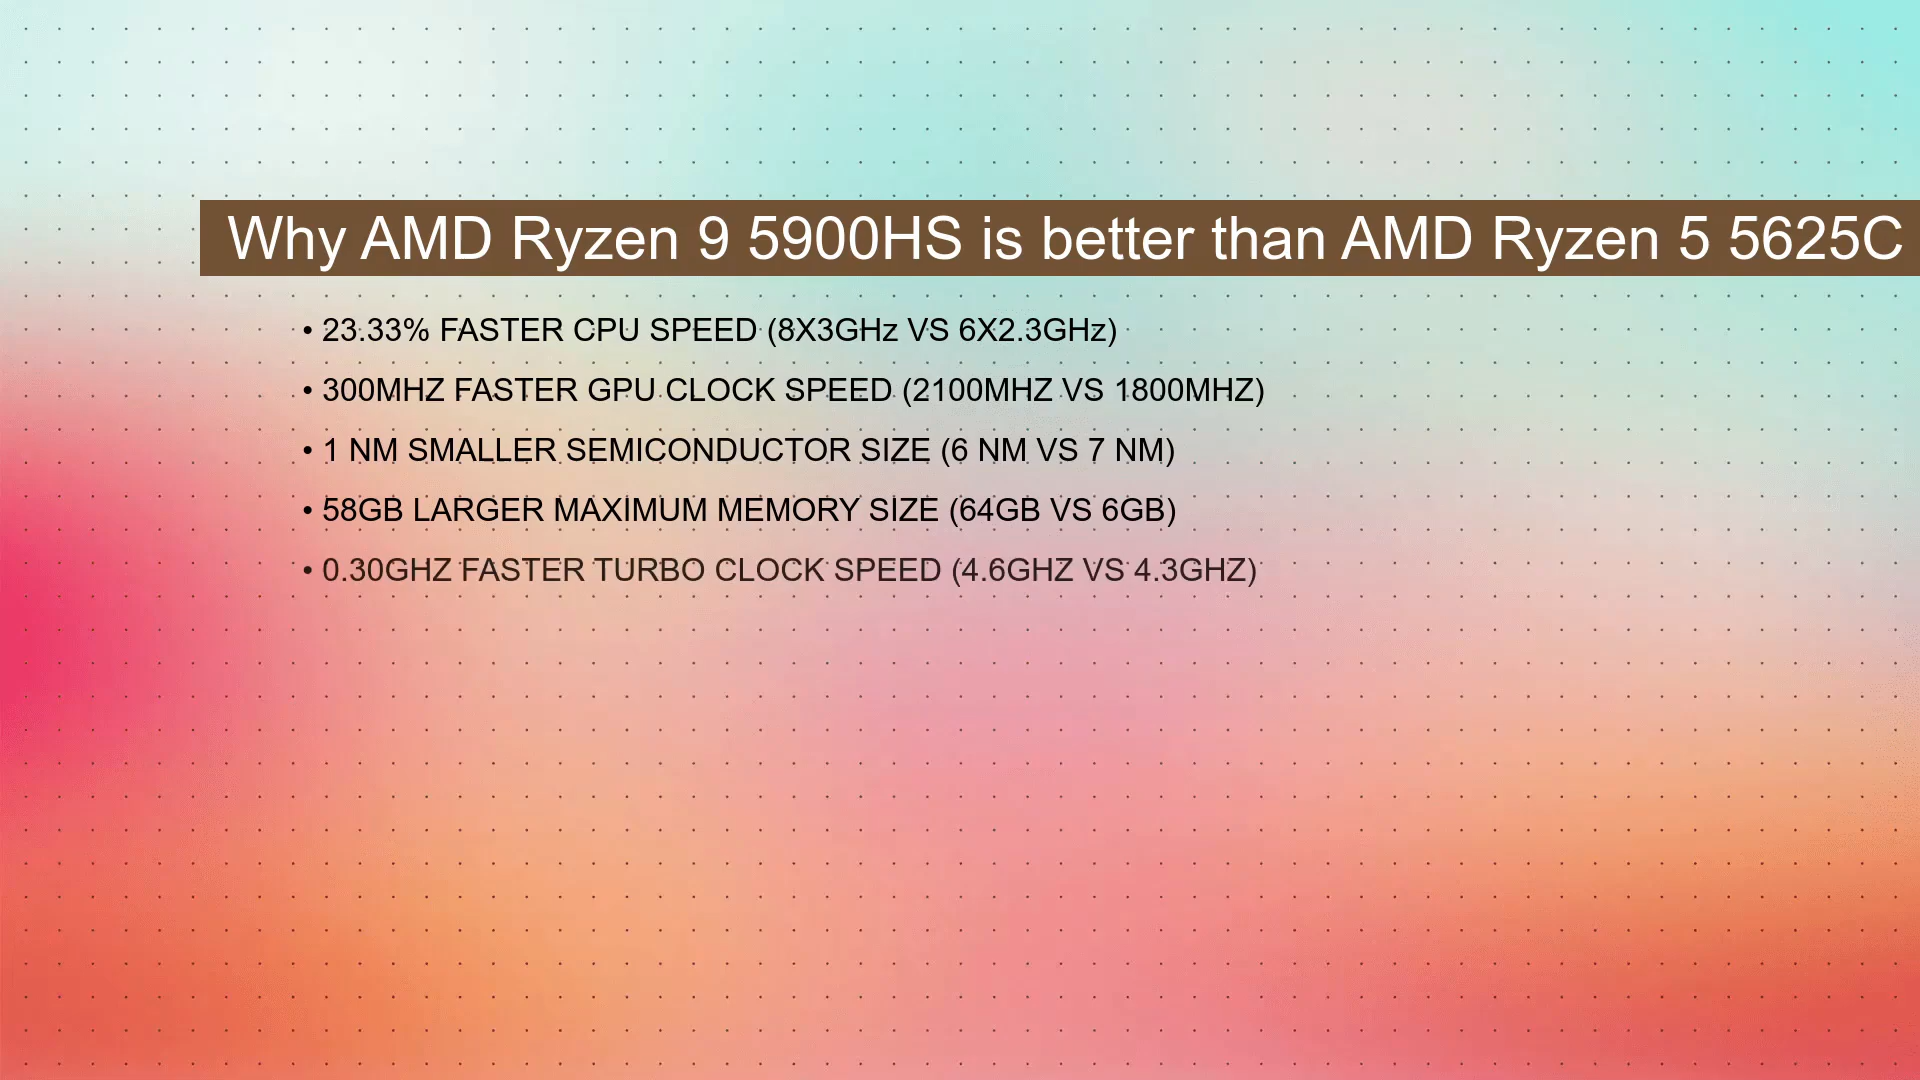 Why AMD Ryzen 9 5900HS is better than AMD Ryzen 5 5625C
• 23.33% FASTER CPU SPEED (8X3GHz VS 6X2.3GHz)
• 300MHZ FASTER GPU CLOCK SPEED (2100MHZ VS 1800MHZ)
• 1 NM SMALLER SEMICONDUCTOR SIZE (6 NM VS 7 NM)
• 58GB LARGER MAXIMUM MEMORY SIZE (64GB VS 6GB)
• 0.30GHZ FASTER TURBO CLOCK SPEED (4.6GHZ VS 4.3GHZ)